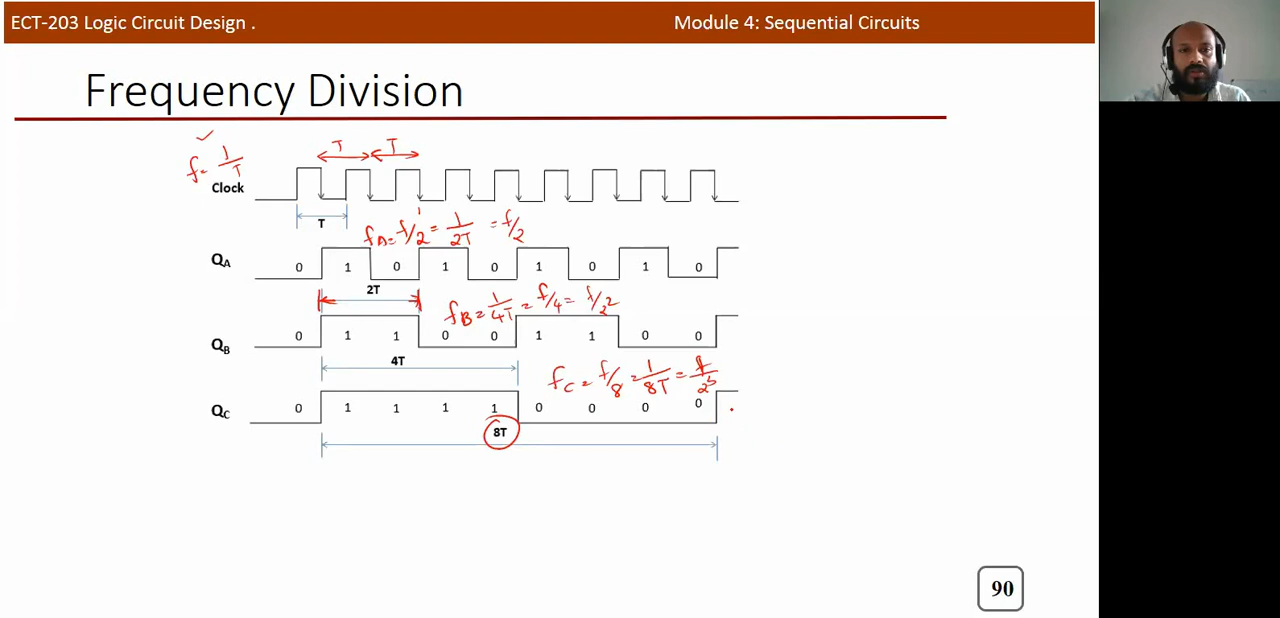 ECT-203 Logic Circuit Design .
Module 4: Sequential Circuits
Frequency Division
f= 1/T
T T
Clock
T
fA = f/2¹ = 1/2T = f/2
QA 0 1 0 1 0 1 0 1 0
2T
fB = 1/4T = f/4 = f/2²
QB 0 1 1 0 0 1 1 0 0
4T
fC = f/8 = 1/8T = f/2³
QC 0 1 1 1 1 0 0 0 0
8T
90